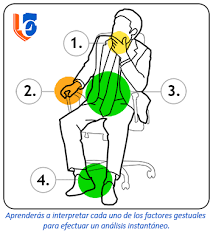 1.
2.
3.
4.
Aprenderás a interpretar cada uno de los factores gestuales
para efectuar un análisis instantáneo.